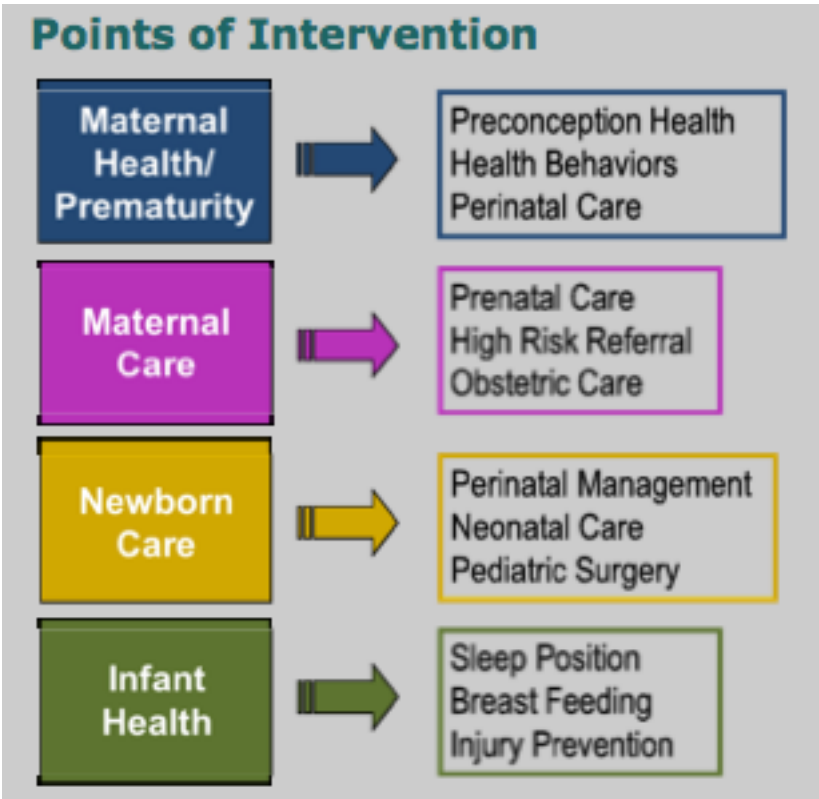 Points of Intervention
Maternal
Health/
Prematurity
Preconception Health
Health Behaviors
Perinatal Care
Maternal
Care
Prenatal Care
High Risk Referral
Obstetric Care
Newborn
Care
Perinatal Management
Neonatal Care
Pediatric Surgery
Infant
Health
Sleep Position
Breast Feeding
Injury Prevention